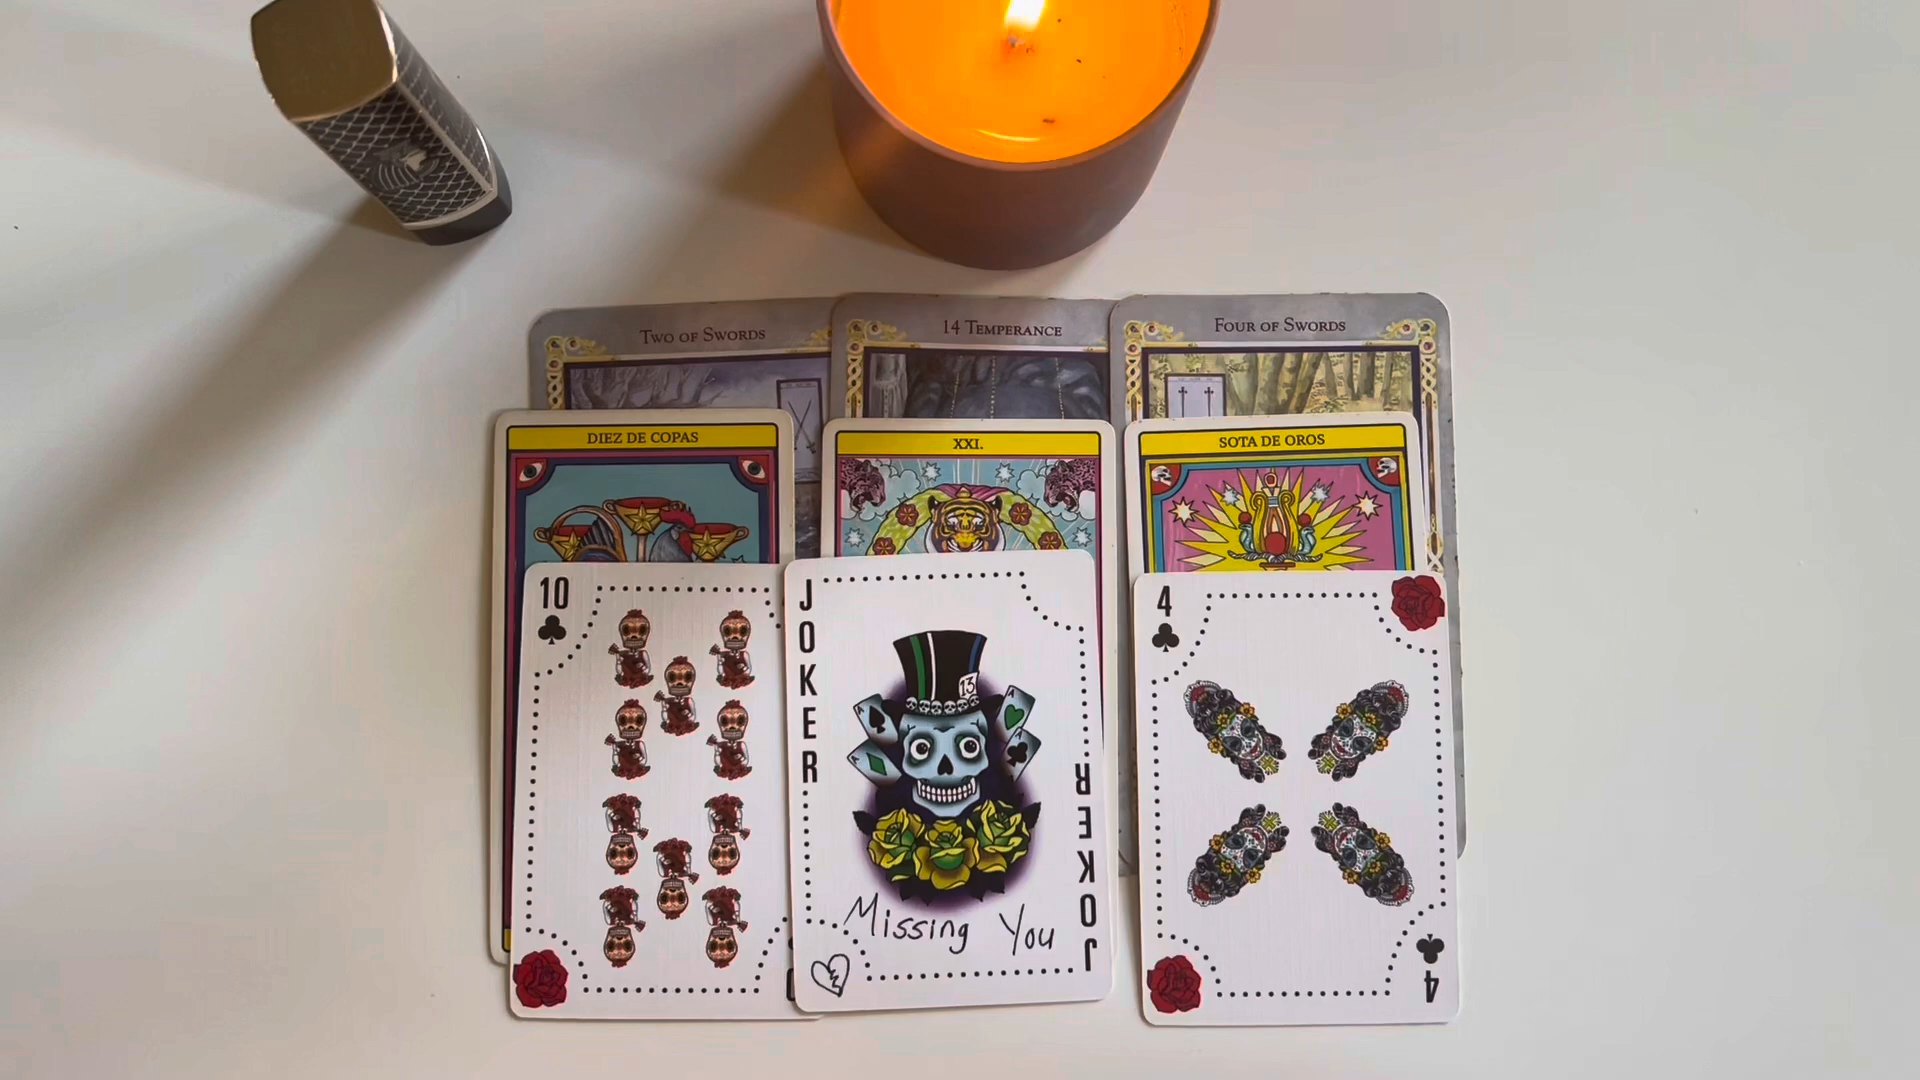 Two of Swords
14 Temperance
Four of Swords
DIEZ DE COPAS
XXI.
SOTA DE OROS
10
JOKER
13
A
A
A
A
Missing You
JOKER
4
4